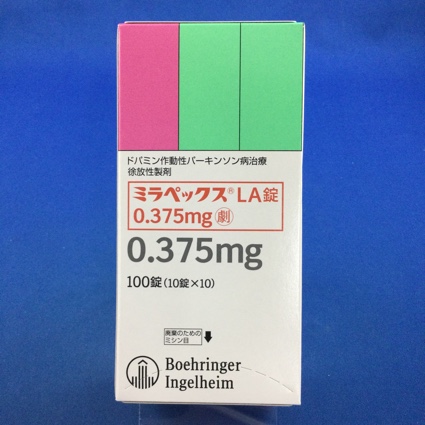 ドパミン作動性パーキンソン病治療
徐放性製剤
ミラペックス® LA錠
0.375mg 劇
0.375mg
100錠(10錠×10)
廃棄のための
ミシン目
Boehringer
Ingelheim